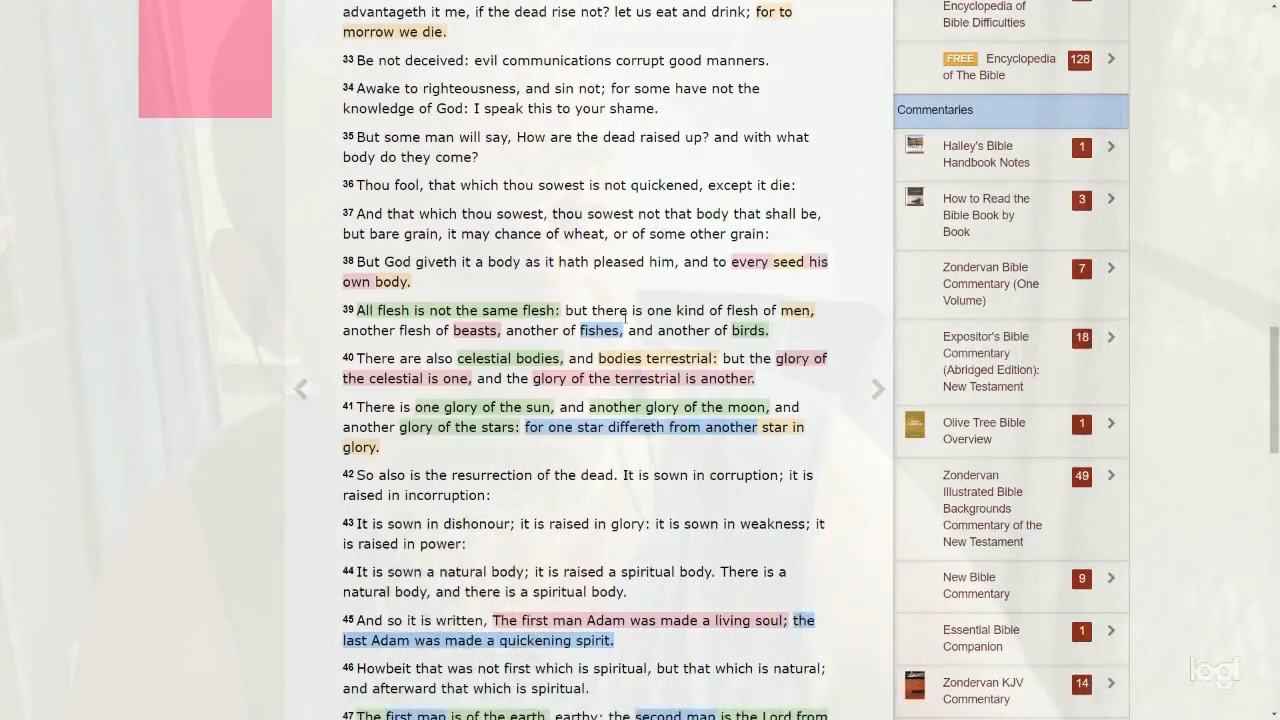 advantageth it me, if the dead rise not? let us eat and drink; for to
morrow we die.
33 Be not deceived: evil communications corrupt good manners.
34 Awake to righteousness, and sin not; for some have not the
knowledge of God: I speak this to your shame.
35 But some man will say, How are the dead raised up? and with what
body do they come?
36 Thou fool, that which thou sowest is not quickened, except it die:
37 And that which thou sowest, thou sowest not that body that shall be,
but bare grain, it may chance of wheat, or of some other grain:
38 But God giveth it a body as it hath pleased him, and to every seed his
own body.
39 All flesh is not the same flesh: but there is one kind of flesh of men,
another flesh of beasts, another of fishes, and another of birds.
40 There are also celestial bodies, and bodies terrestrial: but the glory of
the celestial is one, and the glory of the terrestrial is another.
41 There is one glory of the sun, and another glory of the moon, and
another glory of the stars: for one star differeth from another star in
glory.
42 So also is the resurrection of the dead. It is sown in corruption; it is
raised in incorruption:
43 It is sown in dishonour; it is raised in glory: it is sown in weakness; it
is raised in power:
44 It is sown a natural body; it is raised a spiritual body. There is a
natural body, and there is a spiritual body.
45 And so it is written, The first man Adam was made a living soul; the
last Adam was made a quickening spirit.
46 Howbeit that was not first which is spiritual, but that which is natural;
and afterward that which is spiritual.
47 The first man is of the earth, earthy: the second man is the Lord from
Encyclopedia of
Bible Difficulties
FREE Encyclopedia 128
of The Bible
Commentaries
Halley's Bible 1
Handbook Notes
How to Read the 3
Bible Book by
Book
Zondervan Bible 7
Commentary (One
Volume)
Expositor's Bible 18
Commentary
(Abridged Edition):
New Testament
Olive Tree Bible 1
Overview
Zondervan 49
Illustrated Bible
Backgrounds
Commentary of the
New Testament
New Bible 9
Commentary
Essential Bible 1
Companion
Zondervan KJV 14
Commentary
logi